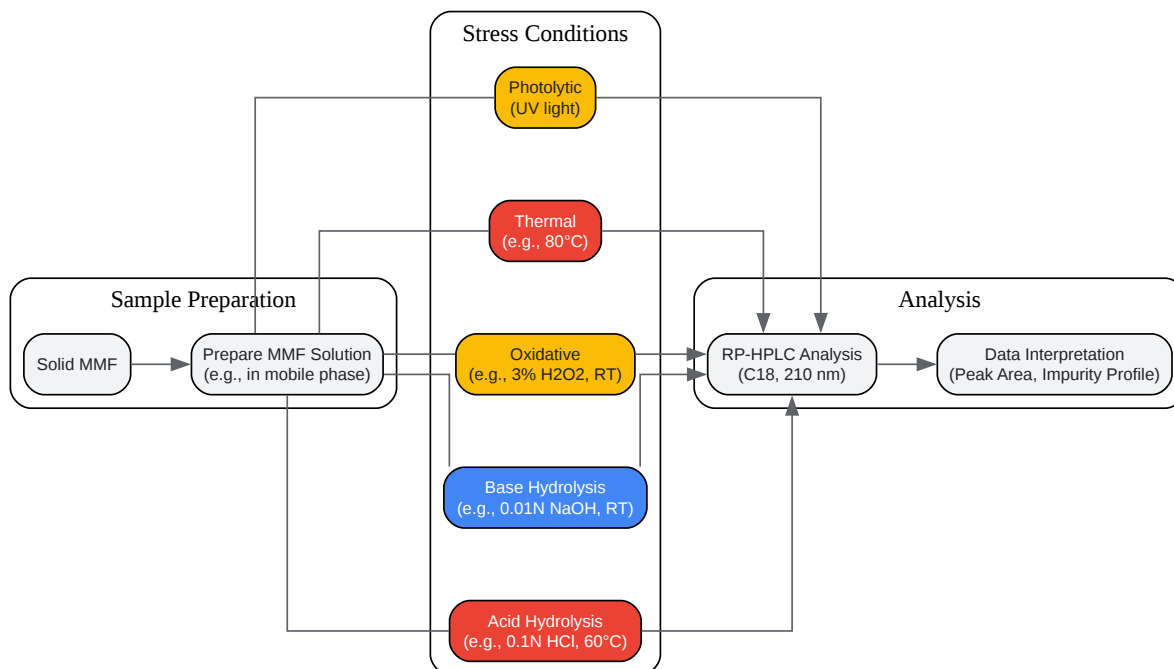 Stress Conditions
Photolytic
(UV light)
Thermal
(e.g., 80°C)
Sample Preparation
Analysis
Solid MMF
Prepare MMF Solution
(e.g., in mobile phase)
Oxidative
(e.g., 3% H2O2, RT)
RP-HPLC Analysis
(C18, 210 nm)
Data Interpretation
(Peak Area, Impurity Profile)
Base Hydrolysis
(e.g., 0.01N NaOH, RT)
Acid Hydrolysis
(e.g., 0.1N HCl, 60°C)